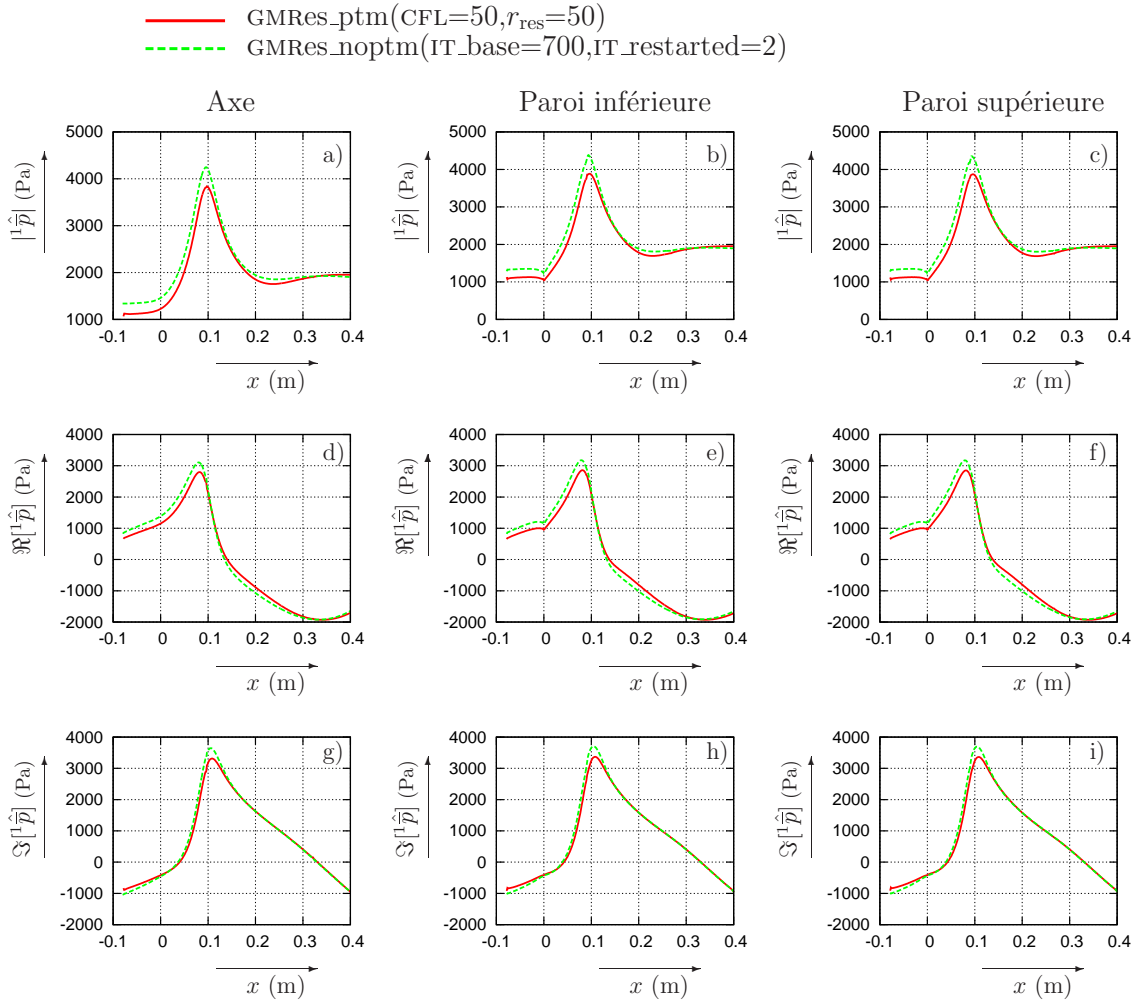 GMRes_ptm(CFL=50,r_res=50)
GMRes_noptm(IT_base=700,IT_restarted=2)
Axe Paroi inférieure Paroi supérieure
a) b) c)
5000 5000 5000
4000 4000 4000
3000 3000 3000
2000 2000 2000
1000 1000 1000
0 0
|¹p̂̅| (Pa) |¹p̂̅| (Pa) |¹p̂̅| (Pa)
-0.1 0 0.1 0.2 0.3 0.4 -0.1 0 0.1 0.2 0.3 0.4 -0.1 0 0.1 0.2 0.3 0.4
x (m) x (m) x (m)
d) e) f)
4000 4000 4000
3000 3000 3000
2000 2000 2000
1000 1000 1000
0 0 0
-1000 -1000 -1000
-2000 -2000 -2000
ℜ[¹p̂̅] (Pa) ℜ[¹p̂̅] (Pa) ℜ[¹p̂̅] (Pa)
-0.1 0 0.1 0.2 0.3 0.4 -0.1 0 0.1 0.2 0.3 0.4 -0.1 0 0.1 0.2 0.3 0.4
x (m) x (m) x (m)
g) h) i)
4000 4000 4000
3000 3000 3000
2000 2000 2000
1000 1000 1000
0 0 0
-1000 -1000 -1000
-2000 -2000 -2000
ℑ[¹p̂̅] (Pa) ℑ[¹p̂̅] (Pa) ℑ[¹p̂̅] (Pa)
-0.1 0 0.1 0.2 0.3 0.4 -0.1 0 0.1 0.2 0.3 0.4 -0.1 0 0.1 0.2 0.3 0.4
x (m) x (m) x (m)